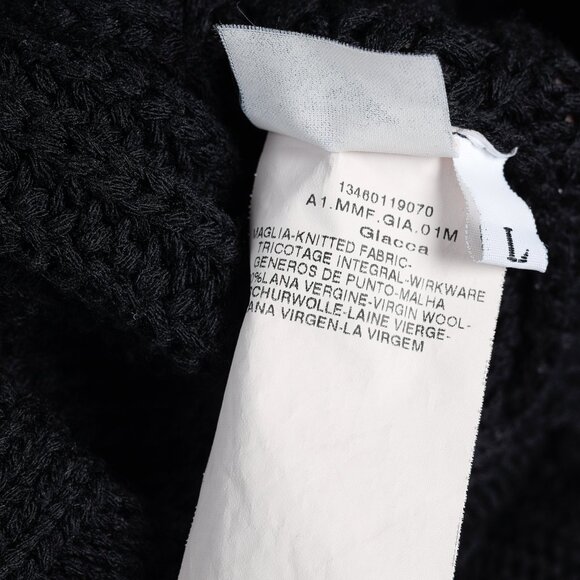 13460119070
A1.MMF.GIA.01M
Giacca
MAGLIA-KNITTED FABRIC-
TRICOTAGE INTEGRAL-WIRKWARE
GENEROS DE PUNTO-MALHA
%LANA VERGINE-VIRGIN WOOL-
CHURWOLLE-LAINE VIERGE-
ANA VIRGEN-LA VIRGEM
L